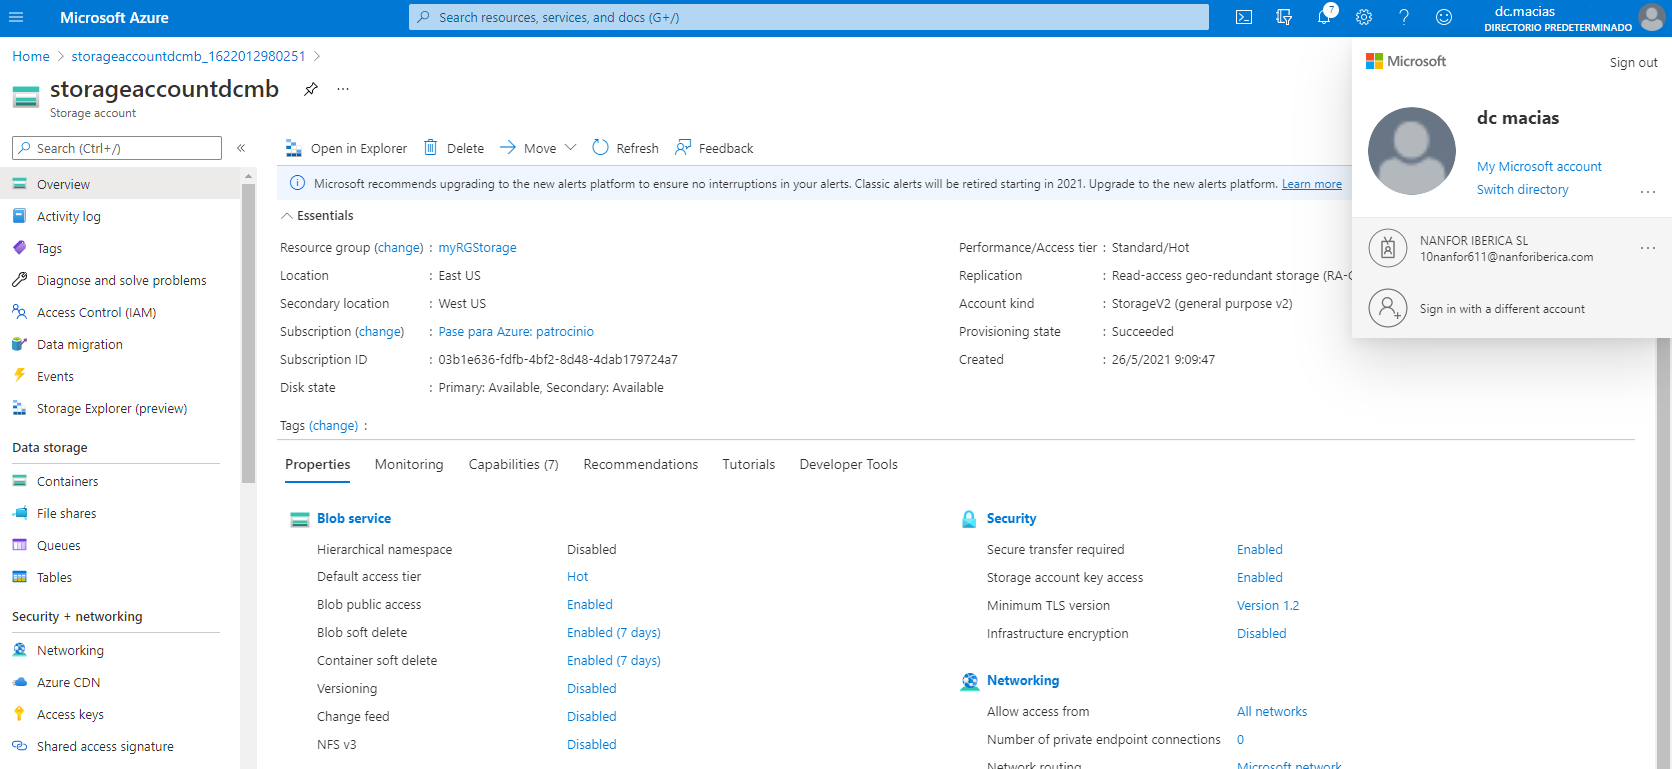 Microsoft Azure
Search resources, services, and docs (G+/)
7
dc.macias
DIRECTORIO PREDETERMINADO
Home > storageaccountdcmb_1622012980251 >
storageaccountdcmb
...
Storage account
Search (Ctrl+/)
«
Overview
Activity log
Tags
Diagnose and solve problems
Access Control (IAM)
Data migration
Events
Storage Explorer (preview)
Data storage
Containers
File shares
Queues
Tables
Security + networking
Networking
Azure CDN
Access keys
Shared access signature
Open in Explorer
Delete
Move
Refresh
Feedback
Microsoft recommends upgrading to the new alerts platform to ensure no interruptions in your alerts. Classic alerts will be retired starting in 2021. Upgrade to the new alerts platform. Learn more
Essentials
Resource group (change) : myRGStorage
Location : East US
Secondary location : West US
Subscription (change) : Pase para Azure: patrocinio
Subscription ID : 03b1e636-fdfb-4bf2-8d48-4dab179724a7
Disk state : Primary: Available, Secondary: Available
Performance/Access tier : Standard/Hot
Replication : Read-access geo-redundant storage (RA-
Account kind : StorageV2 (general purpose v2)
Provisioning state : Succeeded
Created : 26/5/2021 9:09:47
Tags (change) :
Properties
Monitoring
Capabilities (7)
Recommendations
Tutorials
Developer Tools
Blob service
Hierarchical namespace Disabled
Default access tier Hot
Blob public access Enabled
Blob soft delete Enabled (7 days)
Container soft delete Enabled (7 days)
Versioning Disabled
Change feed Disabled
NFS v3 Disabled
Security
Secure transfer required Enabled
Storage account key access Enabled
Minimum TLS version Version 1.2
Infrastructure encryption Disabled
Networking
Allow access from All networks
Number of private endpoint connections 0
Network routing Microsoft network
Microsoft
Sign out
dc macias
My Microsoft account
Switch directory
...
NANFOR IBERICA SL
10nanfor611@nanforiberica.com
...
Sign in with a different account